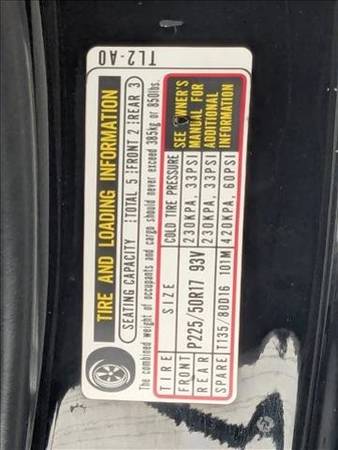 TIRE AND LOADING INFORMATION
SEATING CAPACITY TOTAL 5 FRONT 2 REAR 3
The combined weight of occupants and cargo should never exceed 385kg or 850lbs.
TIRE SIZE COLD TIRE PRESSURE
FRONT P225/50R17 93V 230KPA, 33PSI
REAR 230KPA, 33PSI
SPARE T135/80D16 101M 420KPA, 60PSI
SEE OWNER'S
MANUAL FOR
ADDITIONAL
INFORMATION
TL2-A0